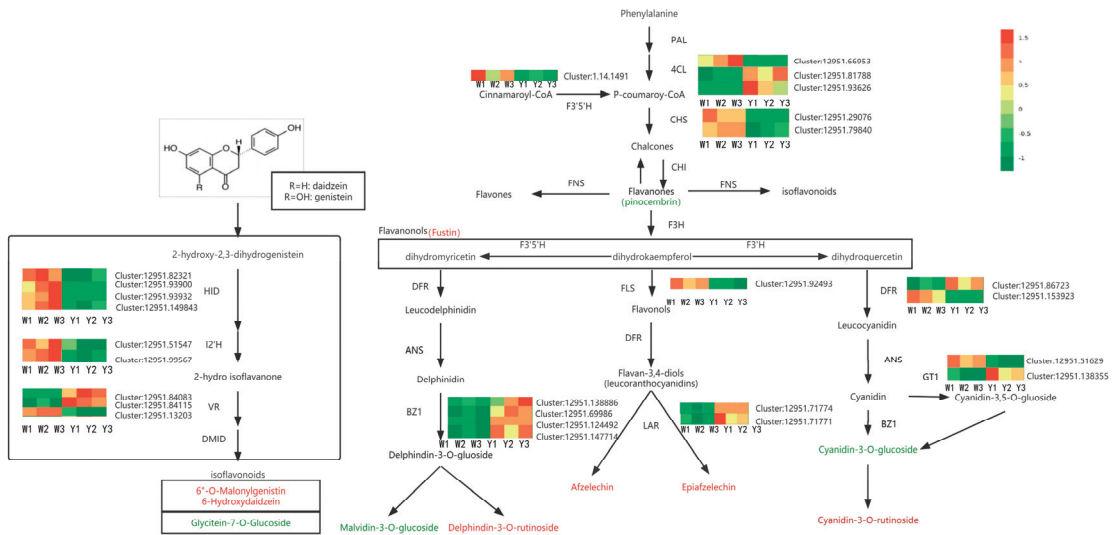 Phenylalanine
PAL
4CL
Cluster:12951.66953
Cluster:12951.81788
Cluster:12951.93626
W1 W2 W3 Y1 Y2 Y3
Cluster:1.14.1491
W1 W2 W3 Y1 Y2 Y3
Cinnamaroyl-CoA
F3'5'H
P-coumaroy-CoA
CHS
Cluster:12951.29076
Cluster:12951.79840
W1 W2 W3 Y1 Y2 Y3
Chalcones
CHI
Flavones
FNS
Flavanones
(pinocembrin)
FNS
isoflavonoids
F3H
1.5
1
0.5
0
-0.5
-1
OH
HO
O
H
R
O
R=H: daidzein
R=OH: genistein
2-hydroxy-2,3-dihydrogenistein
HID
Cluster:12951.82321
Cluster:12951.93900
Cluster:12951.93932
Cluster:12951.149843
W1 W2 W3 Y1 Y2 Y3
I2'H
Cluster:12951.51547
Cluster:12951.99567
W1 W2 W3 Y1 Y2 Y3
2-hydro isoflavanone
VR
Cluster:12951.84083
Cluster:12951.84115
Cluster:12951.13203
W1 W2 W3 Y1 Y2 Y3
DMID
isoflavonoids
6"-O-Malonylgenistin
6-Hydroxydaidzein
Glycitein-7-O-Glucoside
Flavanonols(Fustin)
F3'5'H
F3'H
dihydromyricetin
dihydrokaempferol
dihydroquercetin
DFR
Leucodelphinidin
ANS
Delphinidin
BZ1
Cluster:12951.138886
Cluster:12951.69986
Cluster:12951.124492
Cluster:12951.147714
W1 W2 W3 Y1 Y2 Y3
Delphindin-3-O-gluoside
Malvidin-3-O-glucoside
Delphindin-3-O-rutinoside
FLS
Cluster:12951.92493
W1 W2 W3 Y1 Y2 Y3
Flavonols
DFR
Flavan-3,4-diols
(leucoranthocyanindins)
LAR
Cluster:12951.71774
Cluster:12951.71771
W1 W2 W3 Y1 Y2 Y3
Afzelechin
Epiafzelechin
DFR
Cluster:12951.86723
Cluster:12951.153923
W1 W2 W3 Y1 Y2 Y3
Leucocyanidin
ANS
GT1
Cluster:12951.51629
Cluster:12951.138355
W1 W2 W3 Y1 Y2 Y3
Cyanidin
Cyanidin-3,5-O-gluoside
BZ1
Cyanidin-3-O-glucoside
Cyanidin-3-O-rutinoside